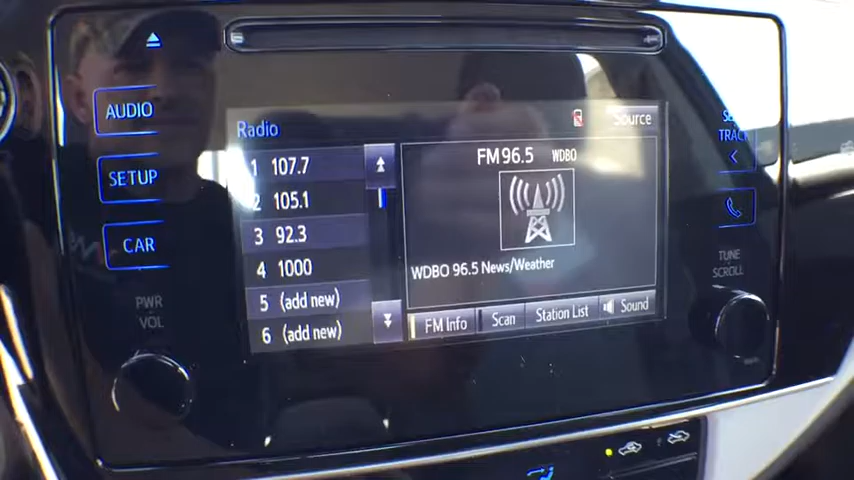 AUDIO
SETUP
CAR
PWR
VOL
Radio
Source
1 107.7
2 105.1
3 92.3
4 1000
5 (add new)
6 (add new)
FM 96.5 WDBO
WDBO 96.5 News/Weather
FM Info
Scan
Station List
Sound
TRACK
TUNE
SCROLL